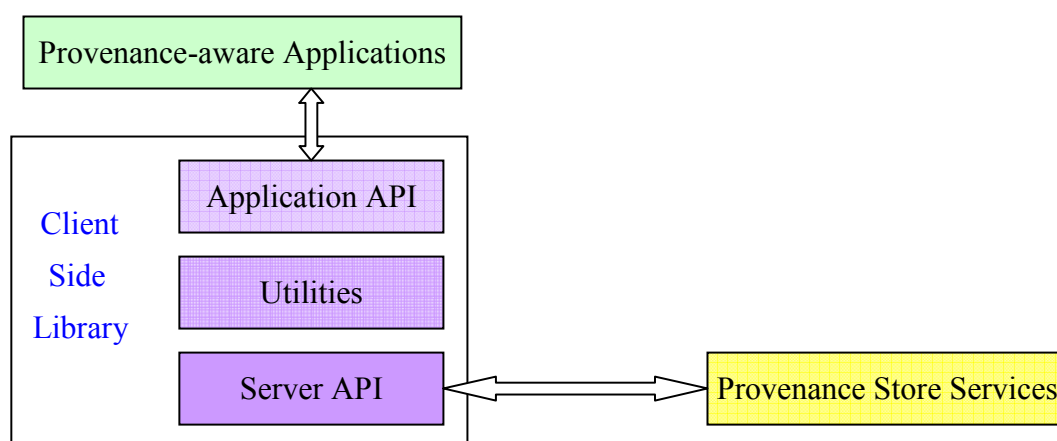 Provenance-aware Applications
Application API
Client
Side
Library
Utilities
Server API
Provenance Store Services